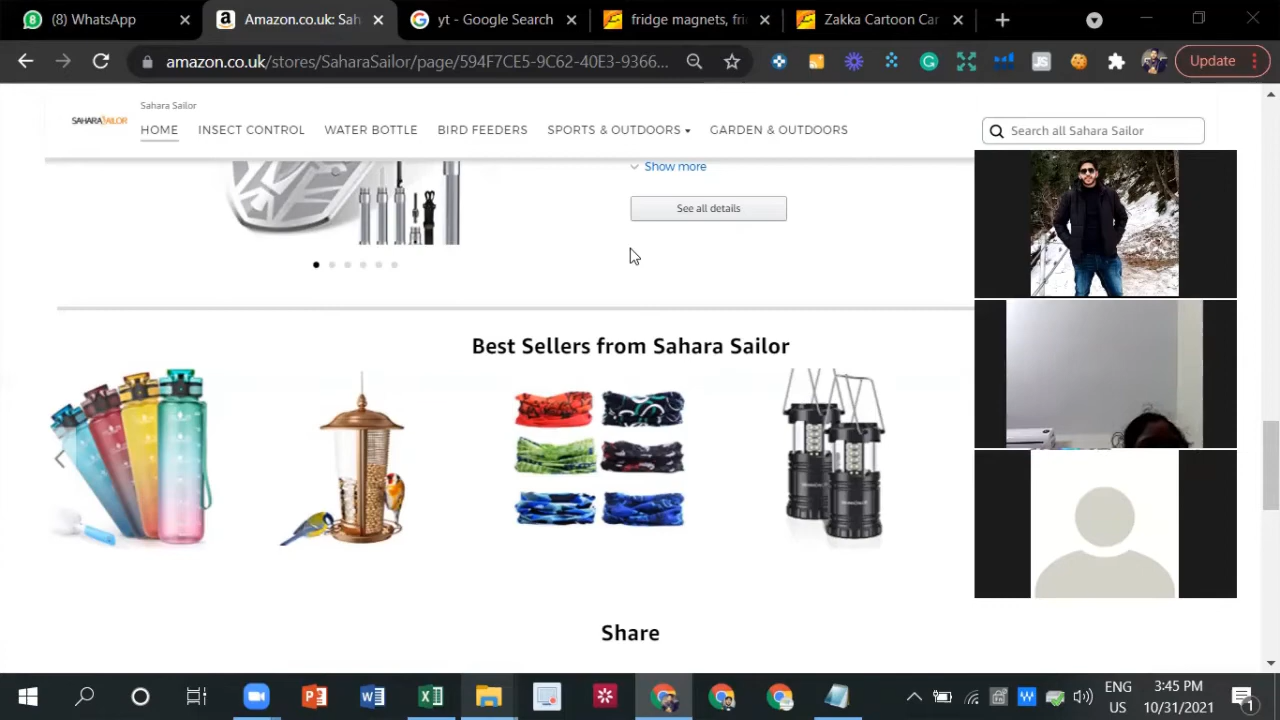 (8) WhatsApp
Amazon.co.uk: Sah
yt - Google Search
fridge magnets, fri
Zakka Cartoon Car
amazon.co.uk/stores/SaharaSailor/page/594F7CE5-9C62-40E3-9366...
Update
SAHARASAILOR
Sahara Sailor
HOME
INSECT CONTROL
WATER BOTTLE
BIRD FEEDERS
SPORTS & OUTDOORS
GARDEN & OUTDOORS
Search all Sahara Sailor
Show more
See all details
Best Sellers from Sahara Sailor
Share
ENG
US
3:45 PM
10/31/2021